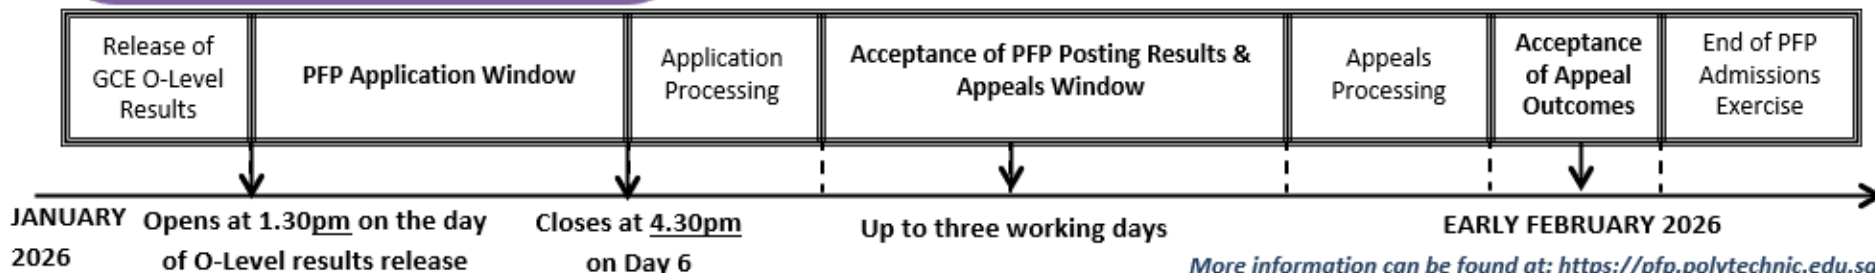 Release of
GCE O-Level
Results
PFP Application Window
Application
Processing
Acceptance of PFP Posting Results &
Appeals Window
Appeals
Processing
Acceptance
of Appeal
Outcomes
End of PFP
Admissions
Exercise
JANUARY
2026
Opens at 1.30pm on the day
of O-Level results release
Closes at 4.30pm
on Day 6
Up to three working days
EARLY FEBRUARY 2026
More information can be found at: https://pfp.polytechnic.edu.sg